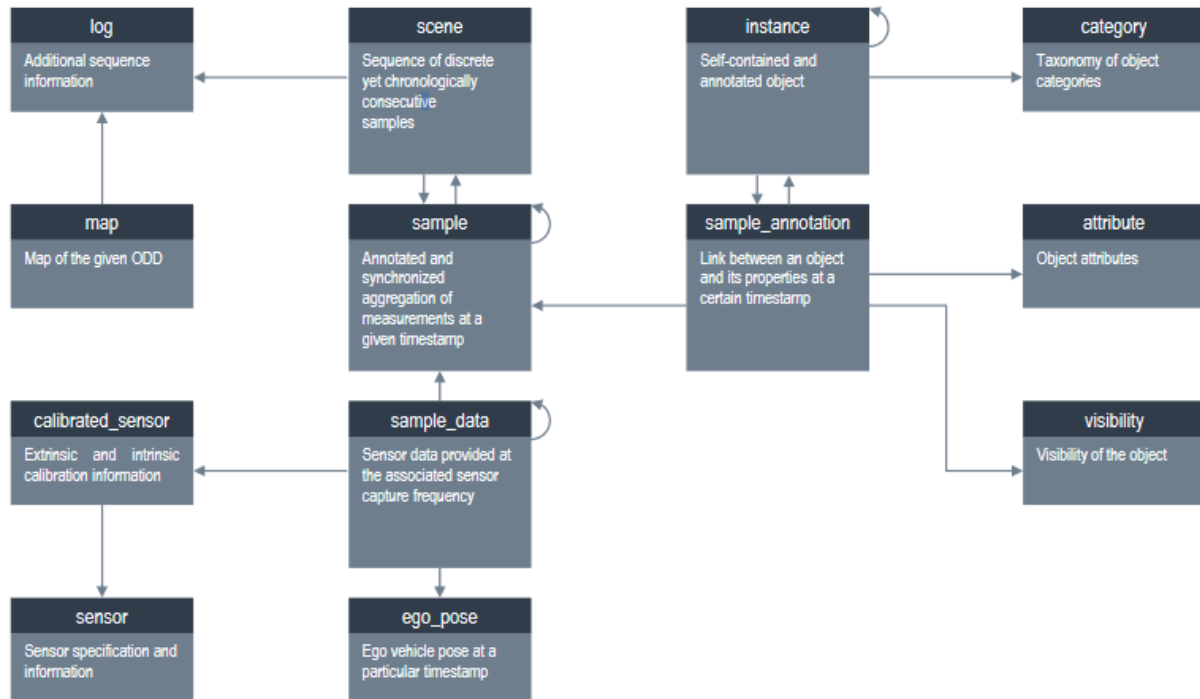 log
Additional sequence
information
scene
Sequence of discrete
yet chronologically
consecutive
samples
instance
Self-contained and
annotated object
category
Taxonomy of object
categories
map
Map of the given ODD
sample
Annotated and
synchronized
aggregation of
measurements at a
given timestamp
sample_annotation
Link between an object
and its properties at a
certain timestamp
attribute
Object attributes
calibrated_sensor
Extrinsic and intrinsic
calibration information
sample_data
Sensor data provided at
the associated sensor
capture frequency
visibility
Visibility of the object
sensor
Sensor specification and
information
ego_pose
Ego vehicle pose at a
particular timestamp